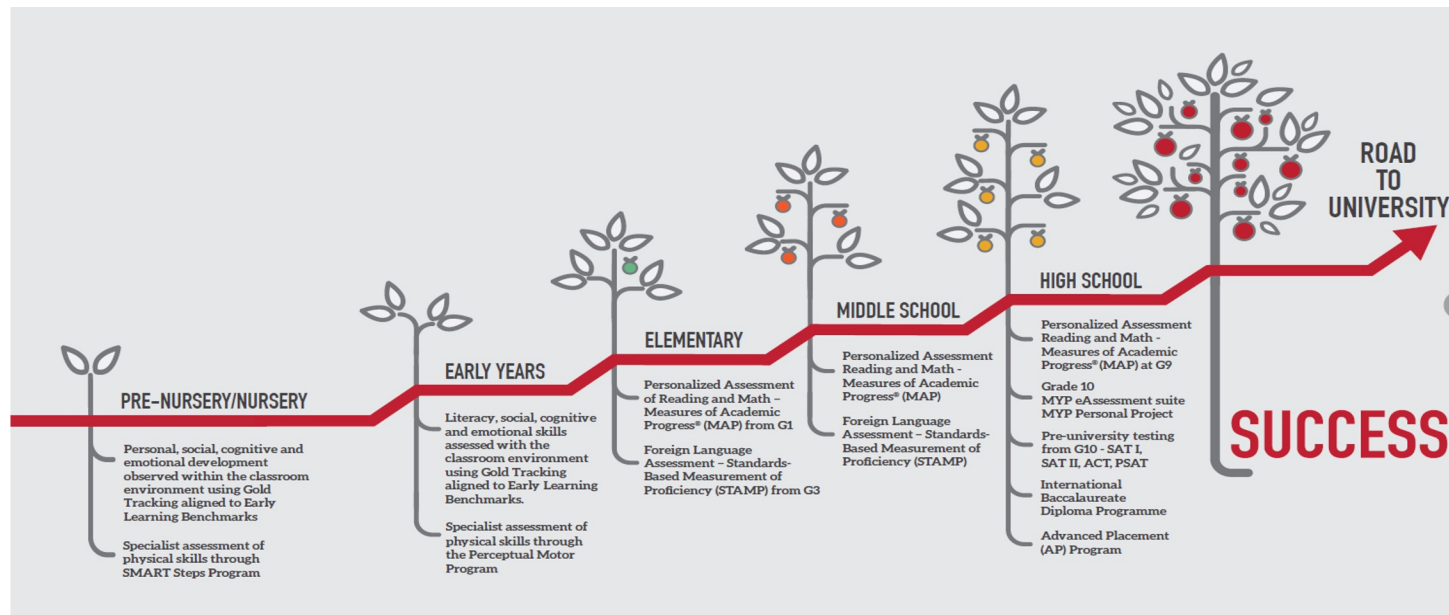 PRE-NURSERY/NURSERY
Personal, social, cognitive and
emotional development
observed within the classroom
environment using Gold
Tracking aligned to Early
Learning Benchmarks
Specialist assessment of
physical skills through
SMART Steps Program
EARLY YEARS
Literacy, social, cognitive
and emotional skills
assessed with the
classroom environment
using Gold Tracking
aligned to Early Learning
Benchmarks.
Specialist assessment of
physical skills through
the Perceptual Motor
Program
ELEMENTARY
Personalized Assessment
of Reading and Math –
Measures of Academic
Progress® (MAP) from G1
Foreign Language
Assessment – Standards-
Based Measurement of
Proficiency (STAMP) from G3
MIDDLE SCHOOL
Personalized Assessment
Reading and Math -
Measures of Academic
Progress® (MAP)
Foreign Language
Assessment – Standards-
Based Measurement of
Proficiency (STAMP)
HIGH SCHOOL
Personalized Assessment
Reading and Math -
Measures of Academic
Progress® (MAP) at G9
Grade 10
MYP eAssessment suite
MYP Personal Project
Pre-university testing
from G10 - SAT I,
SAT II, ACT, PSAT
International
Baccalaureate
Diploma Programme
Advanced Placement
(AP) Program
ROAD
TO
UNIVERSITY
SUCCESS